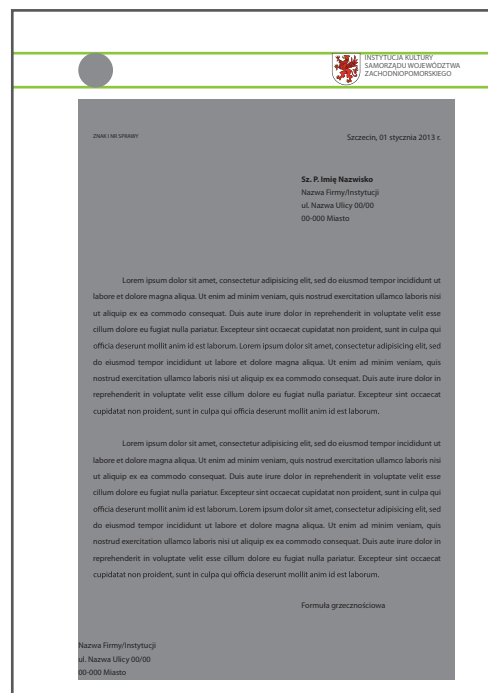 INSTYTUCJA KULTURY
SAMORZĄDU WOJEWÓDZTWA
ZACHODNIOPOMORSKIEGO
ZNAK I NR SPRAWY
Szczecin, 01 stycznia 2013 r.
Sz. P. Imię Nazwisko
Nazwa Firmy/Instytucji
ul. Nazwa Ulicy 00/00
00-000 Miasto
Lorem ipsum dolor sit amet, consectetur adipisicing elit, sed do eiusmod tempor incididunt ut
labore et dolore magna aliqua. Ut enim ad minim veniam, quis nostrud exercitation ullamco laboris nisi
ut aliquip ex ea commodo consequat. Duis aute irure dolor in reprehenderit in voluptate velit esse
cillum dolore eu fugiat nulla pariatur. Excepteur sint occaecat cupidatat non proident, sunt in culpa qui
officia deserunt mollit anim id est laborum. Lorem ipsum dolor sit amet, consectetur adipisicing elit, sed
do eiusmod tempor incididunt ut labore et dolore magna aliqua. Ut enim ad minim veniam, quis
nostrud exercitation ullamco laboris nisi ut aliquip ex ea commodo consequat. Duis aute irure dolor in
reprehenderit in voluptate velit esse cillum dolore eu fugiat nulla pariatur. Excepteur sint occaecat
cupidatat non proident, sunt in culpa qui officia deserunt mollit anim id est laborum.
Lorem ipsum dolor sit amet, consectetur adipisicing elit, sed do eiusmod tempor incididunt ut
labore et dolore magna aliqua. Ut enim ad minim veniam, quis nostrud exercitation ullamco laboris nisi
ut aliquip ex ea commodo consequat. Duis aute irure dolor in reprehenderit in voluptate velit esse
cillum dolore eu fugiat nulla pariatur. Excepteur sint occaecat cupidatat non proident, sunt in culpa qui
officia deserunt mollit anim id est laborum. Lorem ipsum dolor sit amet, consectetur adipisicing elit, sed
do eiusmod tempor incididunt ut labore et dolore magna aliqua. Ut enim ad minim veniam, quis
nostrud exercitation ullamco laboris nisi ut aliquip ex ea commodo consequat. Duis aute irure dolor in
reprehenderit in voluptate velit esse cillum dolore eu fugiat nulla pariatur. Excepteur sint occaecat
cupidatat non proident, sunt in culpa qui officia deserunt mollit anim id est laborum.
Formuła grzecznościowa
Nazwa Firmy/Instytucji
ul. Nazwa Ulicy 00/00
00-000 Miasto